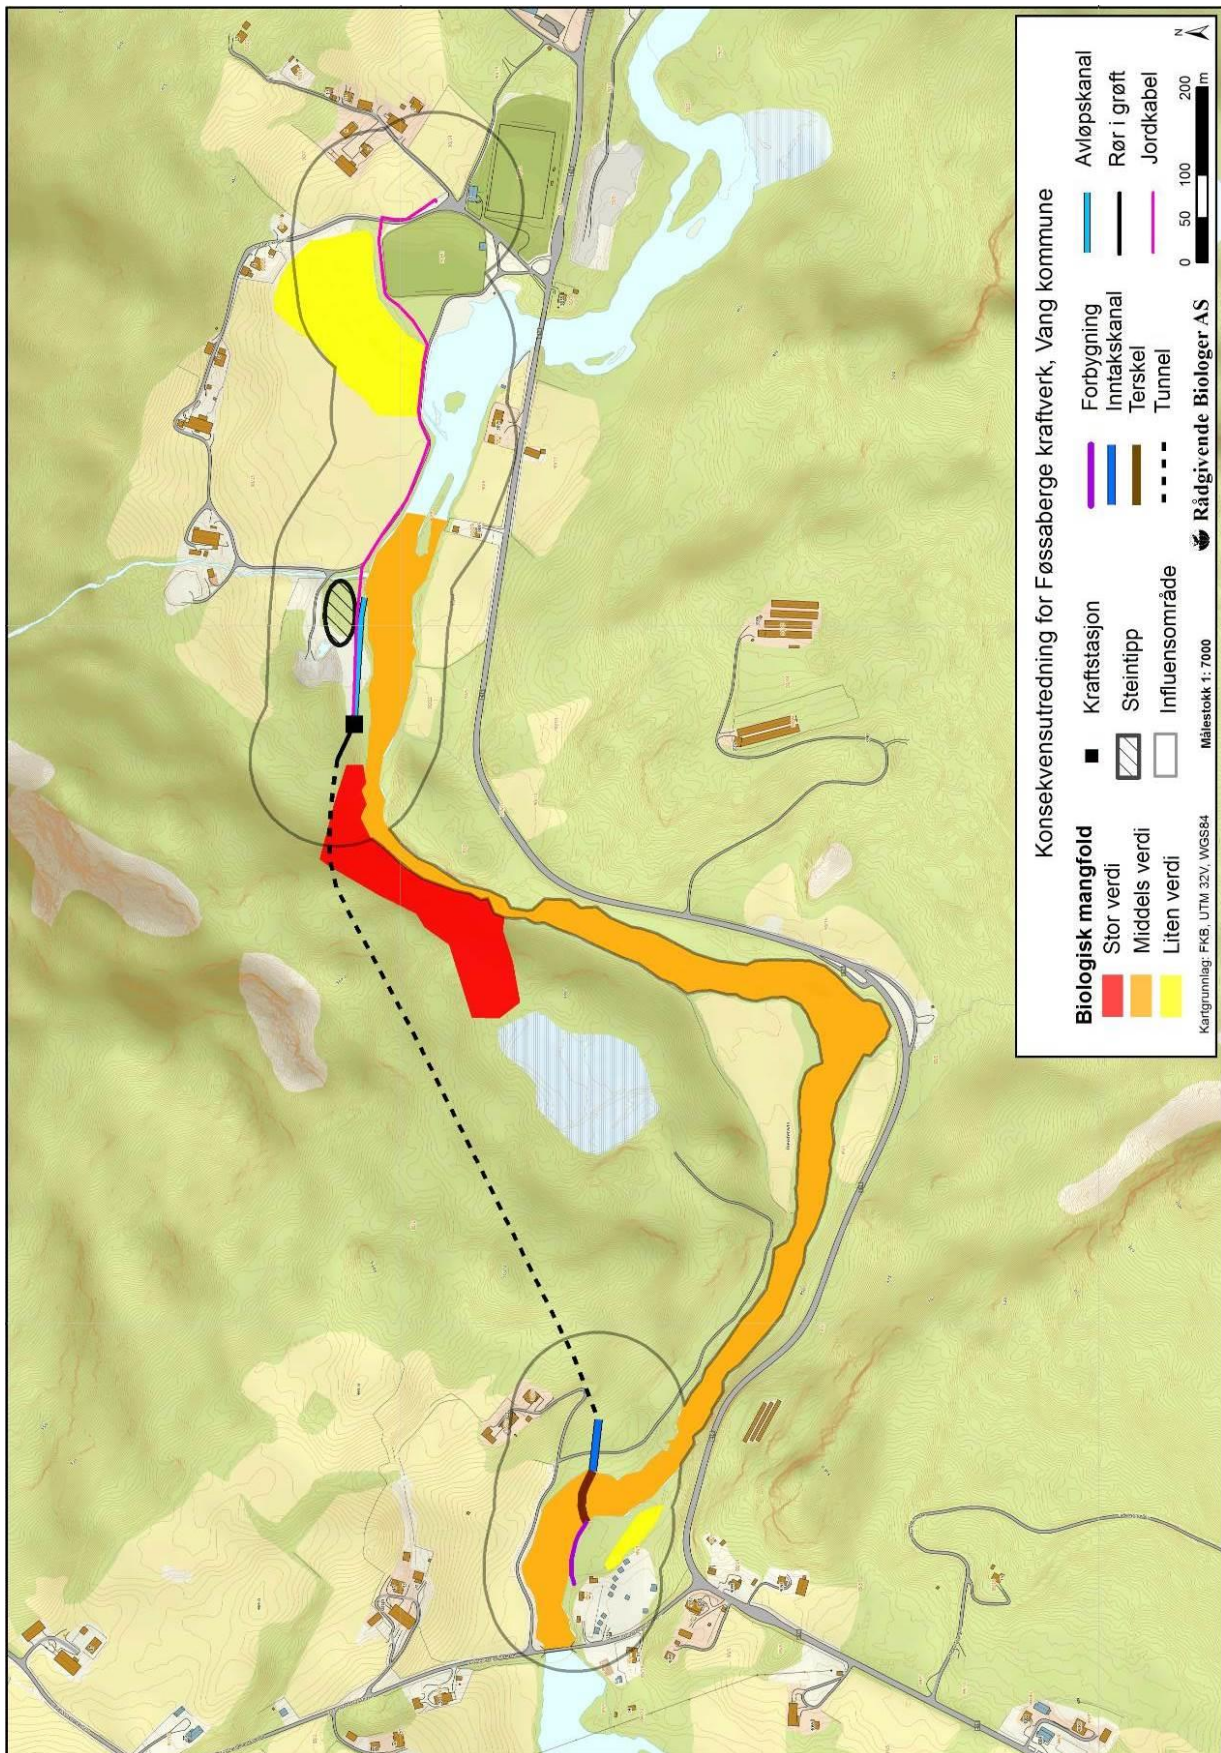 Konsekvensutredning for Føssaberge kraftverk, Vang kommune
Biologisk mangfold
Stor verdi
Middels verdi
Liten verdi
Kraftstasjon
Steintipp
Influensområde
Forbygning
Inntakskanal
Terskel
Tunnel
Avløpskanal
Rør i grøft
Jordkabel
Kartgrunnlag: FKB, UTM 32V, WGS84
Målestokk 1: 7000
Rådgivende Biologer AS
0 50 100 200
m
N